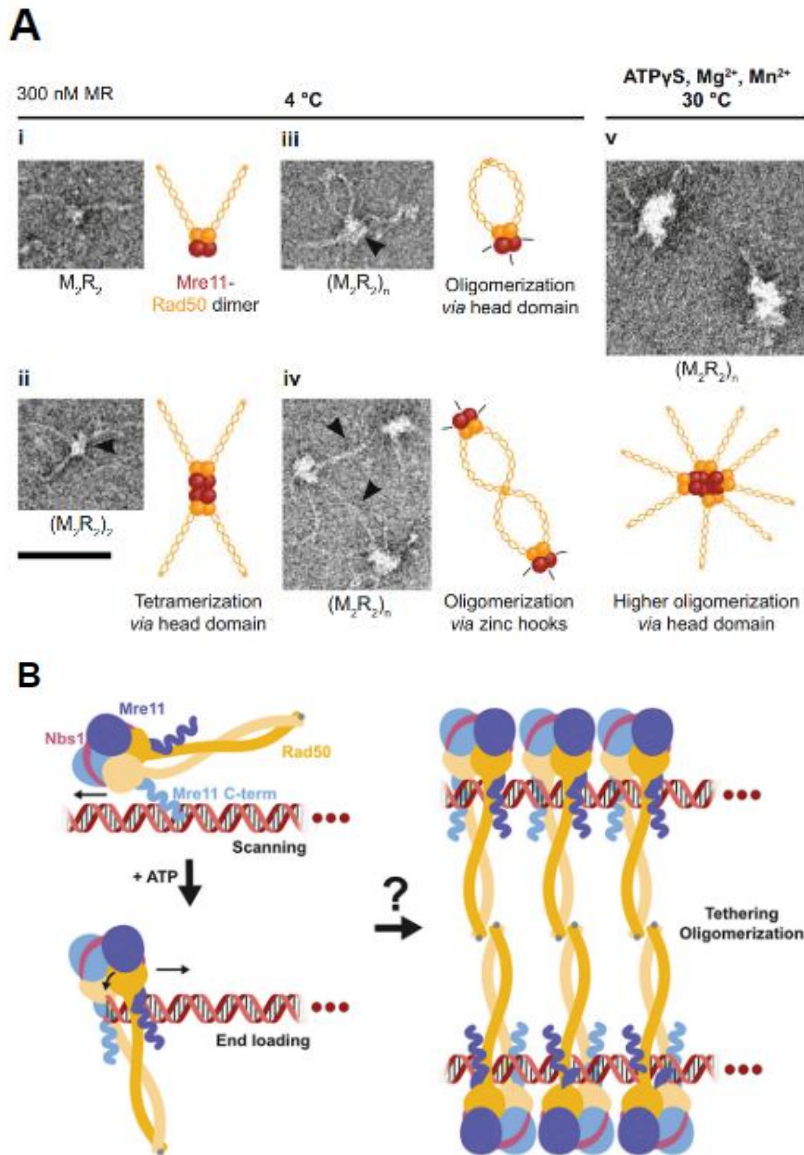 A
300 nM MR
4 °C
ATPγS, Mg²⁺, Mn²⁺
30 °C
i
M₂R₂
Mre11-
Rad50 dimer
iii
(M₂R₂)ₙ
Oligomerization
via head domain
v
(M₂R₂)ₙ
ii
(M₂R₂)₂
Tetramerization
via head domain
iv
(M₂R₂)ₙ
Oligomerization
via zinc hooks
Higher oligomerization
via head domain
B
Mre11
Nbs1
Rad50
Mre11 C-term
Scanning
+ ATP
?
End loading
Tethering
Oligomerization